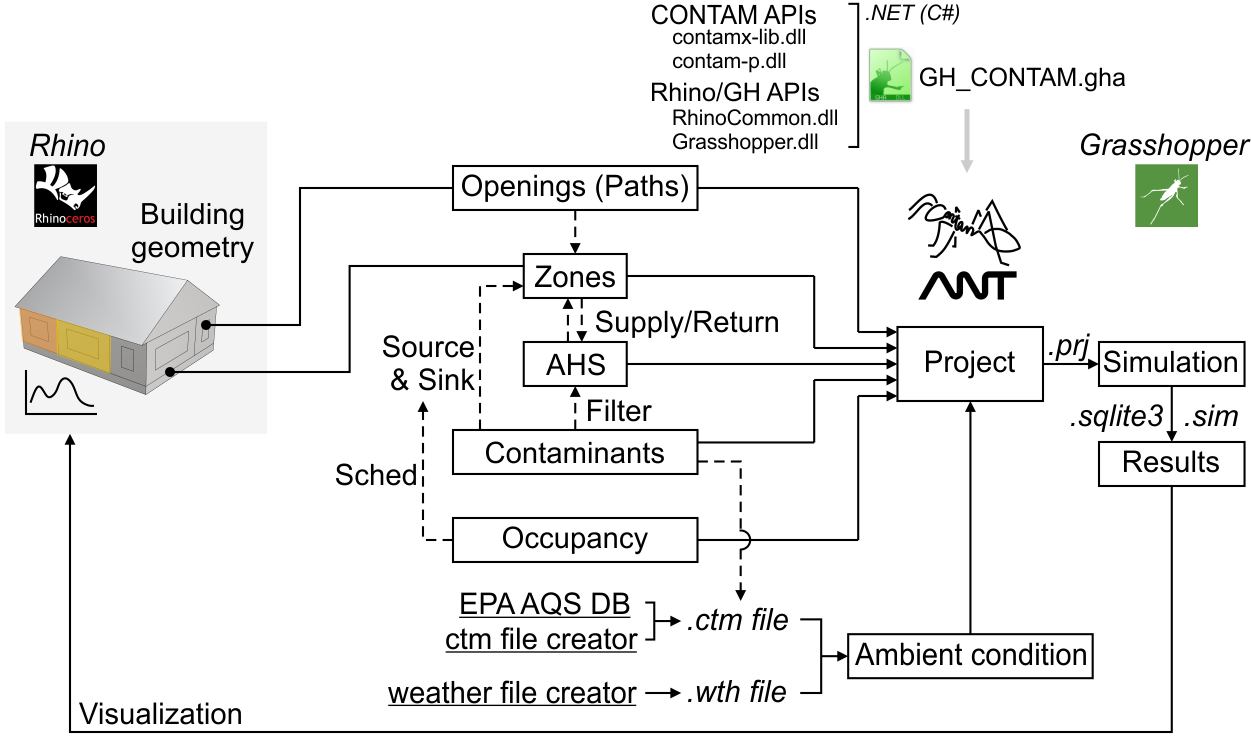 CONTAM APIs
contamx-lib.dll
contam-p.dll
Rhino/GH APIs
RhinoCommon.dll
Grasshopper.dll
.NET (C#)
GH_CONTAM.gha
Rhino
Rhinoceros
Building
geometry
Grasshopper
Contam
ANT
Openings (Paths)
Zones
Supply/Return
Source
& Sink
AHS
Filter
Contaminants
Sched
Occupancy
Project
.prj
Simulation
.sqlite3
.sim
Results
EPA AQS DB
ctm file creator
.ctm file
weather file creator
.wth file
Ambient condition
Visualization